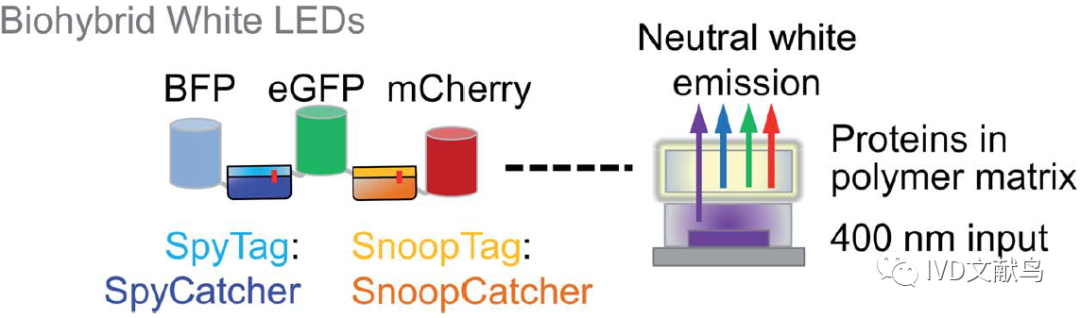 Biohybrid White LEDs
BFP eGFP mCherry
SpyTag:
SpyCatcher
SnoopTag:
SnoopCatcher
Neutral white
emission
Proteins in
polymer matrix
400 nm input
IVD文献鸟